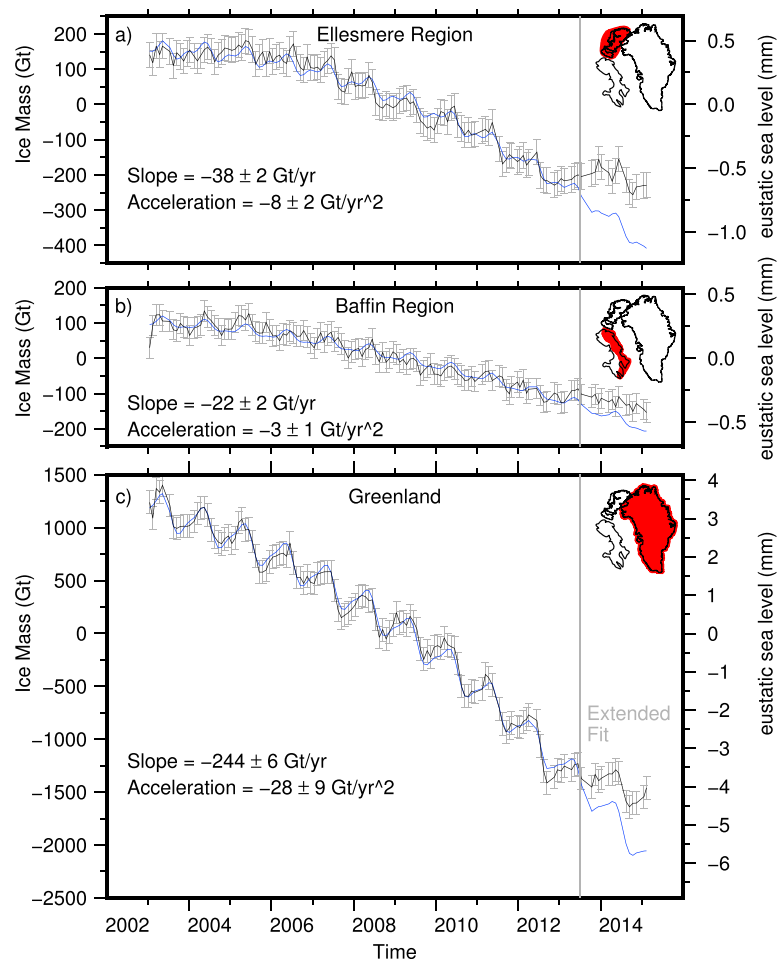 a)
Ellesmere Region
200
100
0
−100
−200
−300
−400
Ice Mass (Gt)
0.5
0.0
−0.5
−1.0
eustatic sea level (mm)
Slope = −38 ± 2 Gt/yr
Acceleration = −8 ± 2 Gt/yr^2
b)
Baffin Region
200
100
0
−100
−200
Ice Mass (Gt)
0.5
0.0
−0.5
eustatic sea level (mm)
Slope = −22 ± 2 Gt/yr
Acceleration = −3 ± 1 Gt/yr^2
c)
Greenland
1500
1000
500
0
−500
−1000
−1500
−2000
−2500
Ice Mass (Gt)
4
3
2
1
0
−1
−2
−3
−4
−5
−6
eustatic sea level (mm)
Extended
Fit
Slope = −244 ± 6 Gt/yr
Acceleration = −28 ± 9 Gt/yr^2
2002 2004 2006 2008 2010 2012 2014
Time